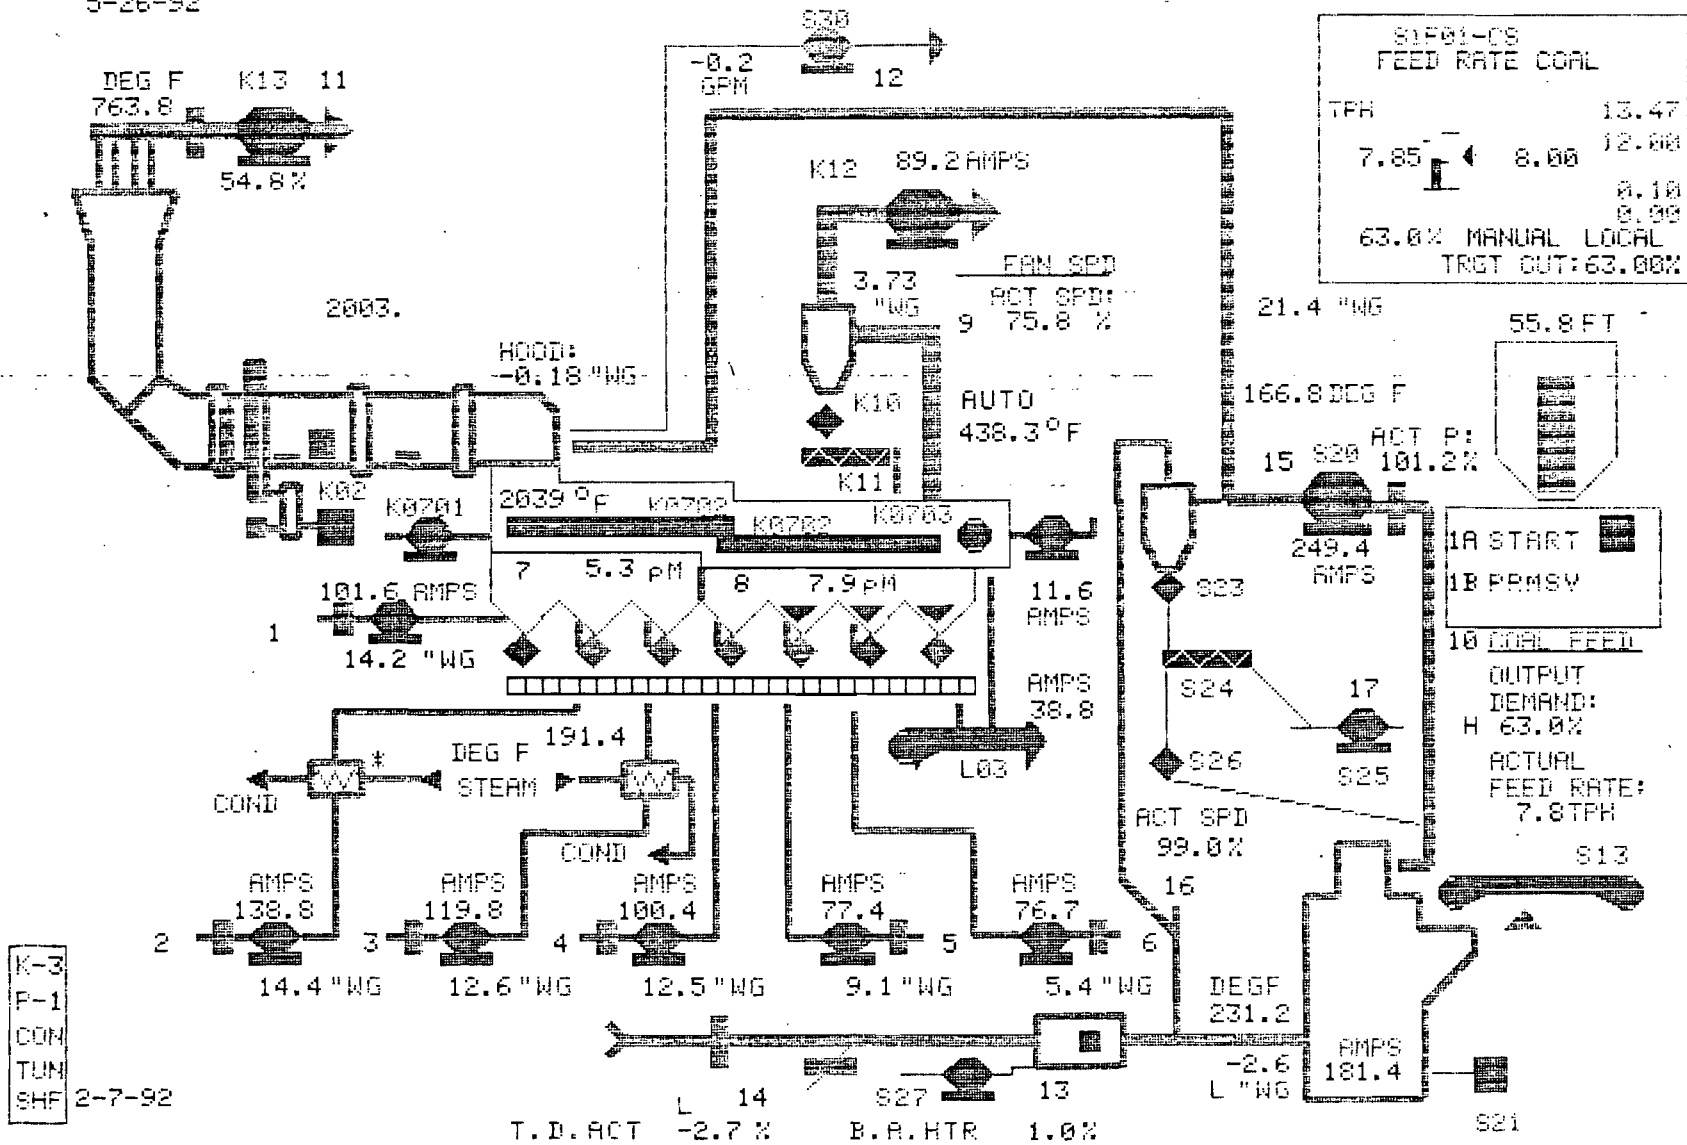 5-26-92
S30
-0.2
GPM
12
DEG F
763.8
K13
11
54.8%
S1F01-CS
FEED RATE COAL
TPH
13.47
12.00
7.85
8.00
0.10
0.09
63.0% MANUAL LOCAL
TRGT OUT:63.00%
K12
89.2 AMPS
3.73
"WG
FAN SPD
ACT SPD:
9
75.8 %
2003.
HOOD:
-0.18 "WG
21.4 "WG
55.8 FT
K10
AUTO
438.3°F
K11
166.8 DEG F
ACT P:
101.2%
15
S20
249.4
AMPS
K02
K0701
2039 °F
K0702
K0702
K0703
1A START
1B PRMSV
7
5.3 pM
8
7.9 pM
11.6
AMPS
S23
101.6 AMPS
1
14.2 "WG
10 COAL FEED
OUTPUT
DEMAND:
H 63.0%
ACTUAL
FEED RATE:
7.8 TPH
AMPS
38.8
S24
17
S25
S26
191.4
DEG F
*
STEAM
COND
COND
L03
ACT SPD
99.0%
16
S13
AMPS
138.8
2
14.4 "WG
AMPS
119.8
3
12.6 "WG
AMPS
100.4
4
12.5 "WG
AMPS
77.4
5
9.1 "WG
AMPS
76.7
6
5.4 "WG
DEGF
231.2
-2.6
L "WG
AMPS
181.4
S21
K-3
P-1
CON
TUN
SHF
2-7-92
14
S27
13
L
T.D.ACT -2.7 %
B.A.HTR 1.0%